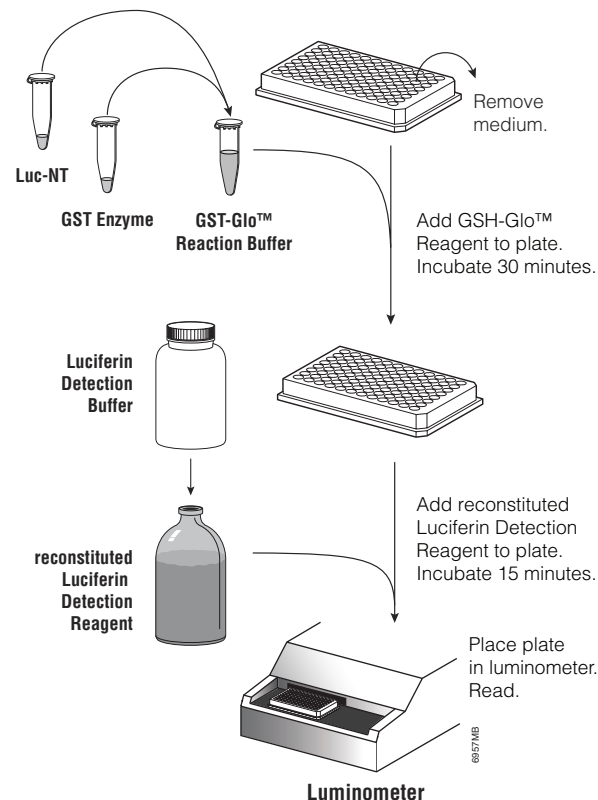 Remove
medium.
Luc-NT
GST Enzyme
GST-Glo™
Reaction Buffer
Add GSH-Glo™
Reagent to plate.
Incubate 30 minutes.
Luciferin
Detection
Buffer
Add reconstituted
Luciferin Detection
Reagent to plate.
Incubate 15 minutes.
reconstituted
Luciferin
Detection
Reagent
Place plate
in luminometer.
Read.
6957MB
Luminometer